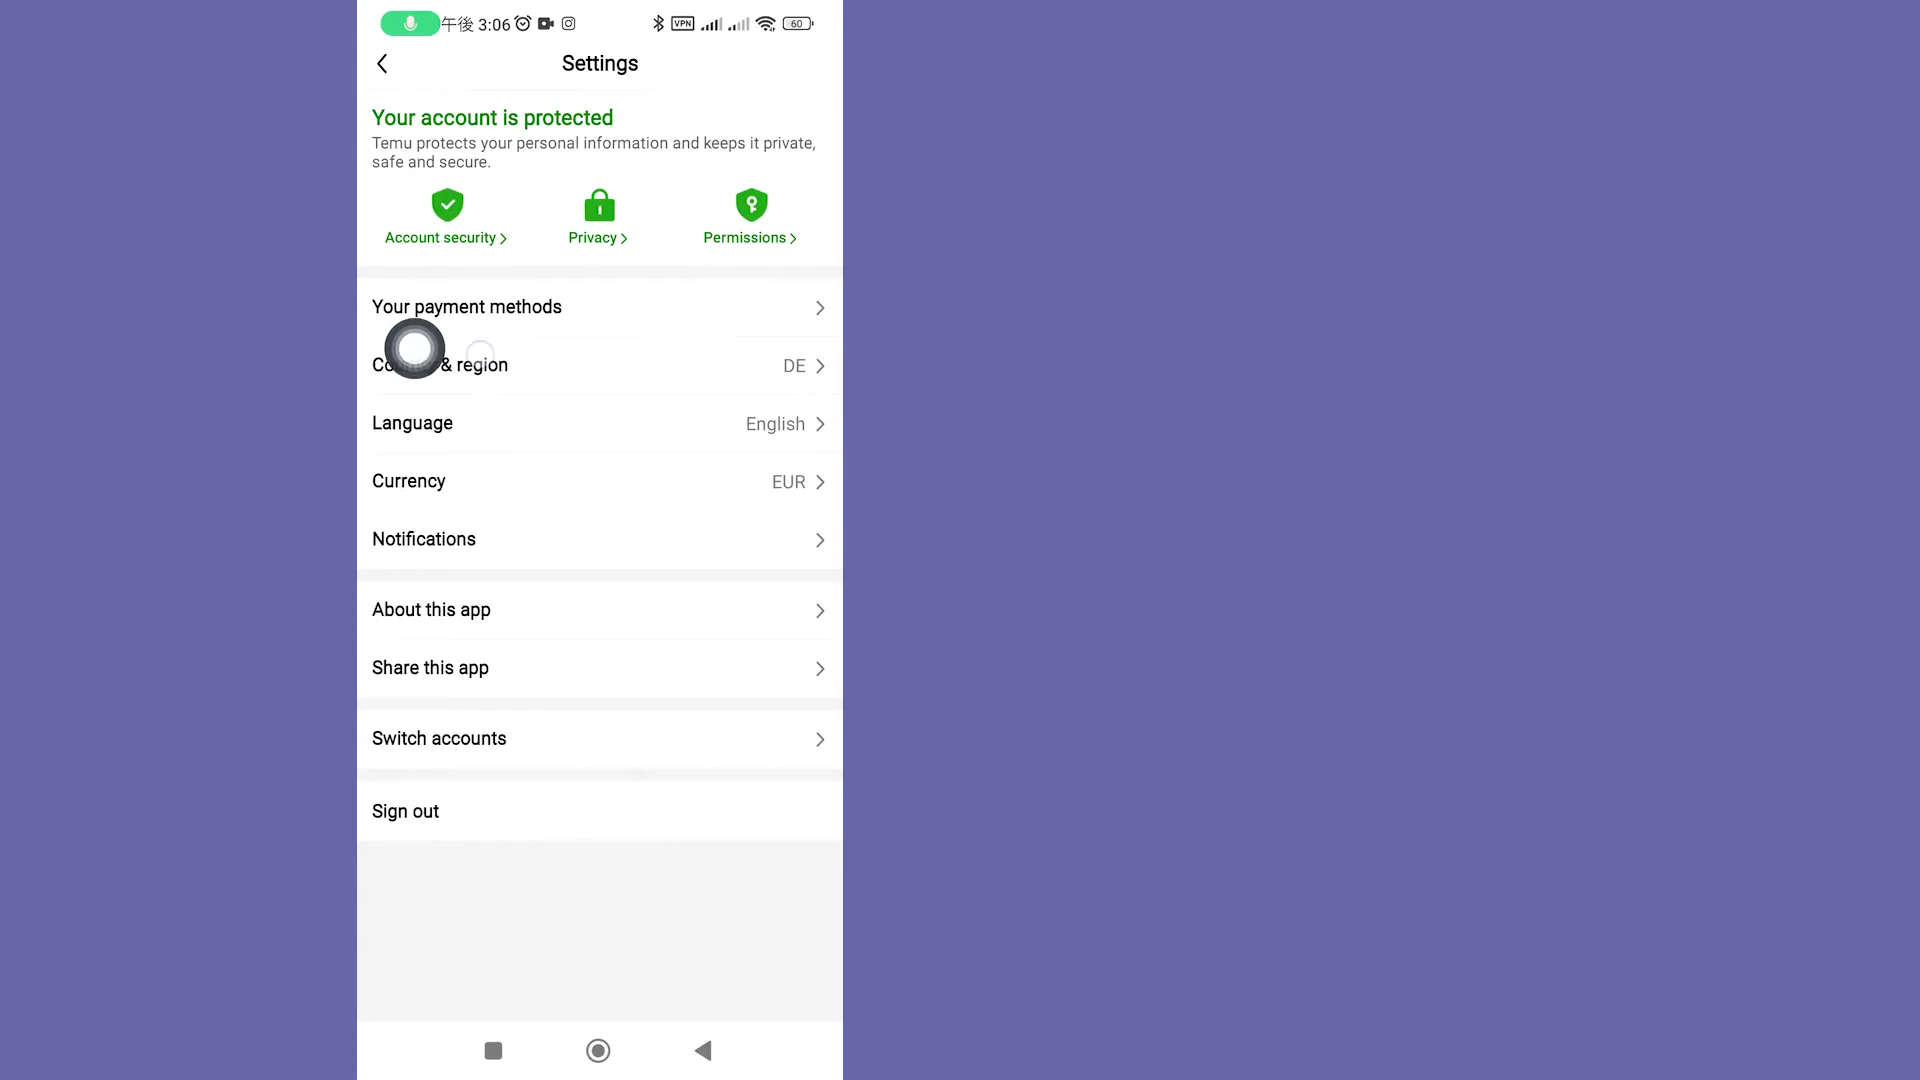 午後 3:06 VPN 60
Settings
Your account is protected
Temu protects your personal information and keeps it private,
safe and secure.
Account security
Privacy
Permissions
Your payment methods
& region DE
Language English
Currency EUR
Notifications
About this app
Share this app
Switch accounts
Sign out